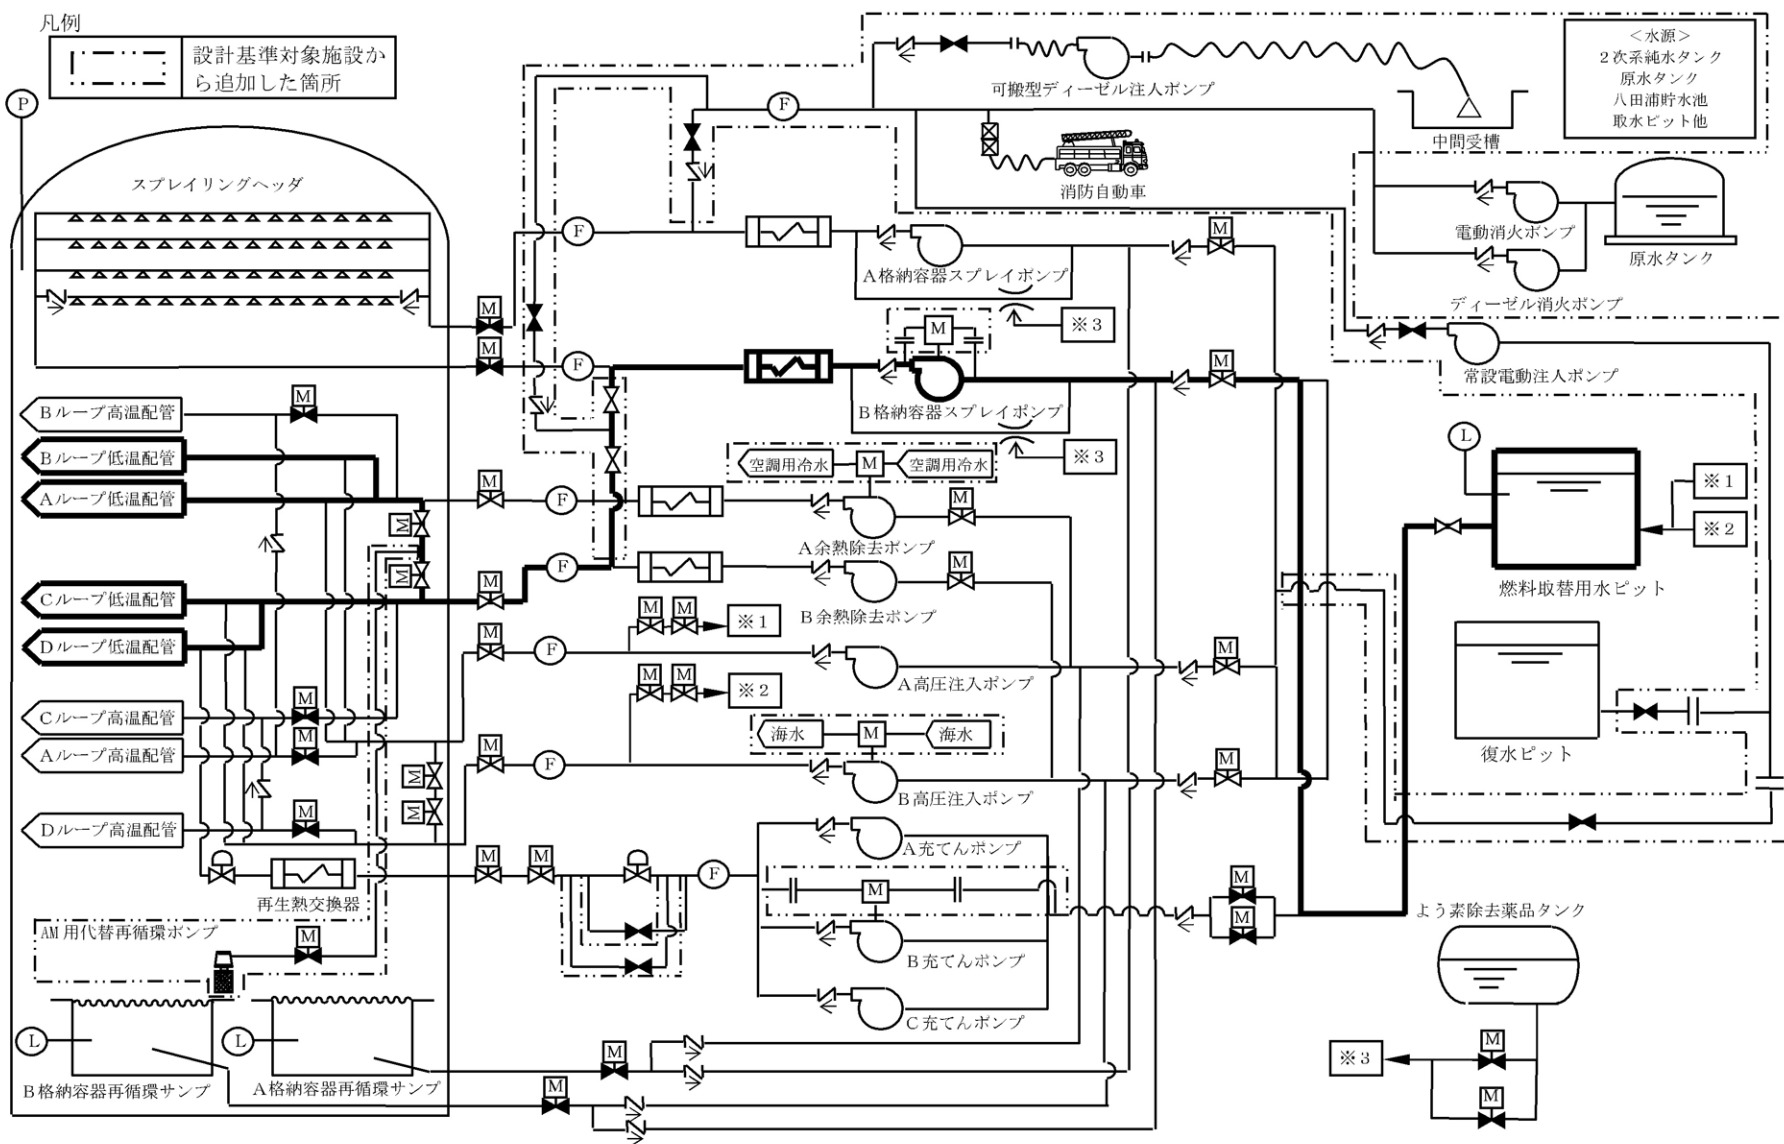 凡例
設計基準対象施設か
ら追加した箇所
P
スプレイリングヘッダ
F
可搬型ディーゼル注入ポンプ
消防自動車
中間受槽
<水源>
2次系純水タンク
原水タンク
八田浦貯水池
取水ピット他
電動消火ポンプ
原水タンク
ディーゼル消火ポンプ
常設電動注入ポンプ
M
F
A格納容器スプレイポンプ
M
※3
M
M
F
M
M
B格納容器スプレイポンプ
※3
Bループ高温配管
M
Bループ低温配管
Aループ低温配管
M
M
F
空調用冷水
M
空調用冷水
M
A余熱除去ポンプ
L
※1
※2
燃料取替用水ピット
Cループ低温配管
M
M
F
M
B余熱除去ポンプ
Dループ低温配管
M
F
M
M
※1
A高圧注入ポンプ
M
復水ピット
Cループ高温配管
M
M
M
※2
Aループ高温配管
M
M
M
M
F
海水
M
海水
B高圧注入ポンプ
M
Dループ高温配管
M
再生熱交換器
M
M
F
A充てんポンプ
M
B充てんポンプ
C充てんポンプ
M
M
よう素除去薬品タンク
AM用代替再循環ポンプ
M
L
L
B格納容器再循環サンプ
A格納容器再循環サンプ
M
M
※3
M
M